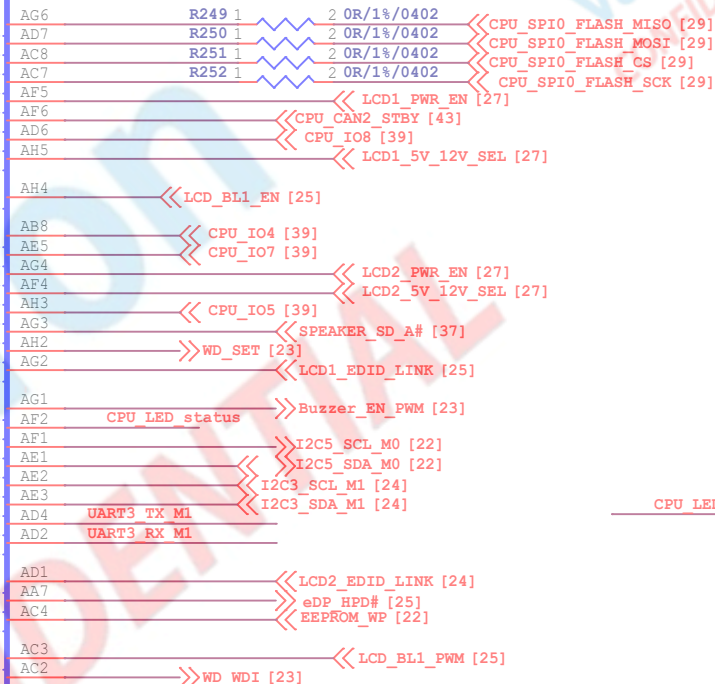 AG6 R249 1 2 0R/1%/0402 CPU_SPI0_FLASH_MISO [29]
AD7 R250 1 2 0R/1%/0402 CPU_SPI0_FLASH_MOSI [29]
AC8 R251 1 2 0R/1%/0402 CPU_SPI0_FLASH_CS [29]
AC7 R252 1 2 0R/1%/0402 CPU_SPI0_FLASH_SCK [29]
AF5 LCD1_PWR_EN [27]
AF6 CPU_CAN2_STBY [43]
AD6 CPU_IO8 [39]
AH5 LCD1_5V_12V_SEL [27]
AH4 LCD_BL1_EN [25]
AB8 CPU_IO4 [39]
AE5 CPU_IO7 [39]
AG4 LCD2_PWR_EN [27]
AF4 LCD2_5V_12V_SEL [27]
AH3 CPU_IO5 [39]
AG3 SPEAKER_SD_A# [37]
AH2 WD_SET [23]
AG2 LCD1_EDID_LINK [25]
AG1 Buzzer_EN_PWM [23]
AF2 CPU_LED_status
AF1 I2C5_SCL_M0 [22]
AE1 I2C5_SDA_M0 [22]
AE2 I2C3_SCL_M1 [24]
AE3 I2C3_SDA_M1 [24]
AD4 UART3_TX_M1 CPU_LED
AD2 UART3_RX_M1
AD1 LCD2_EDID_LINK [24]
AA7 eDP_HPD# [25]
AC4 EEPROM_WP [22]
AC3 LCD_BL1_PWM [25]
AC2 WD_WDI [23]
on
DENTIAL